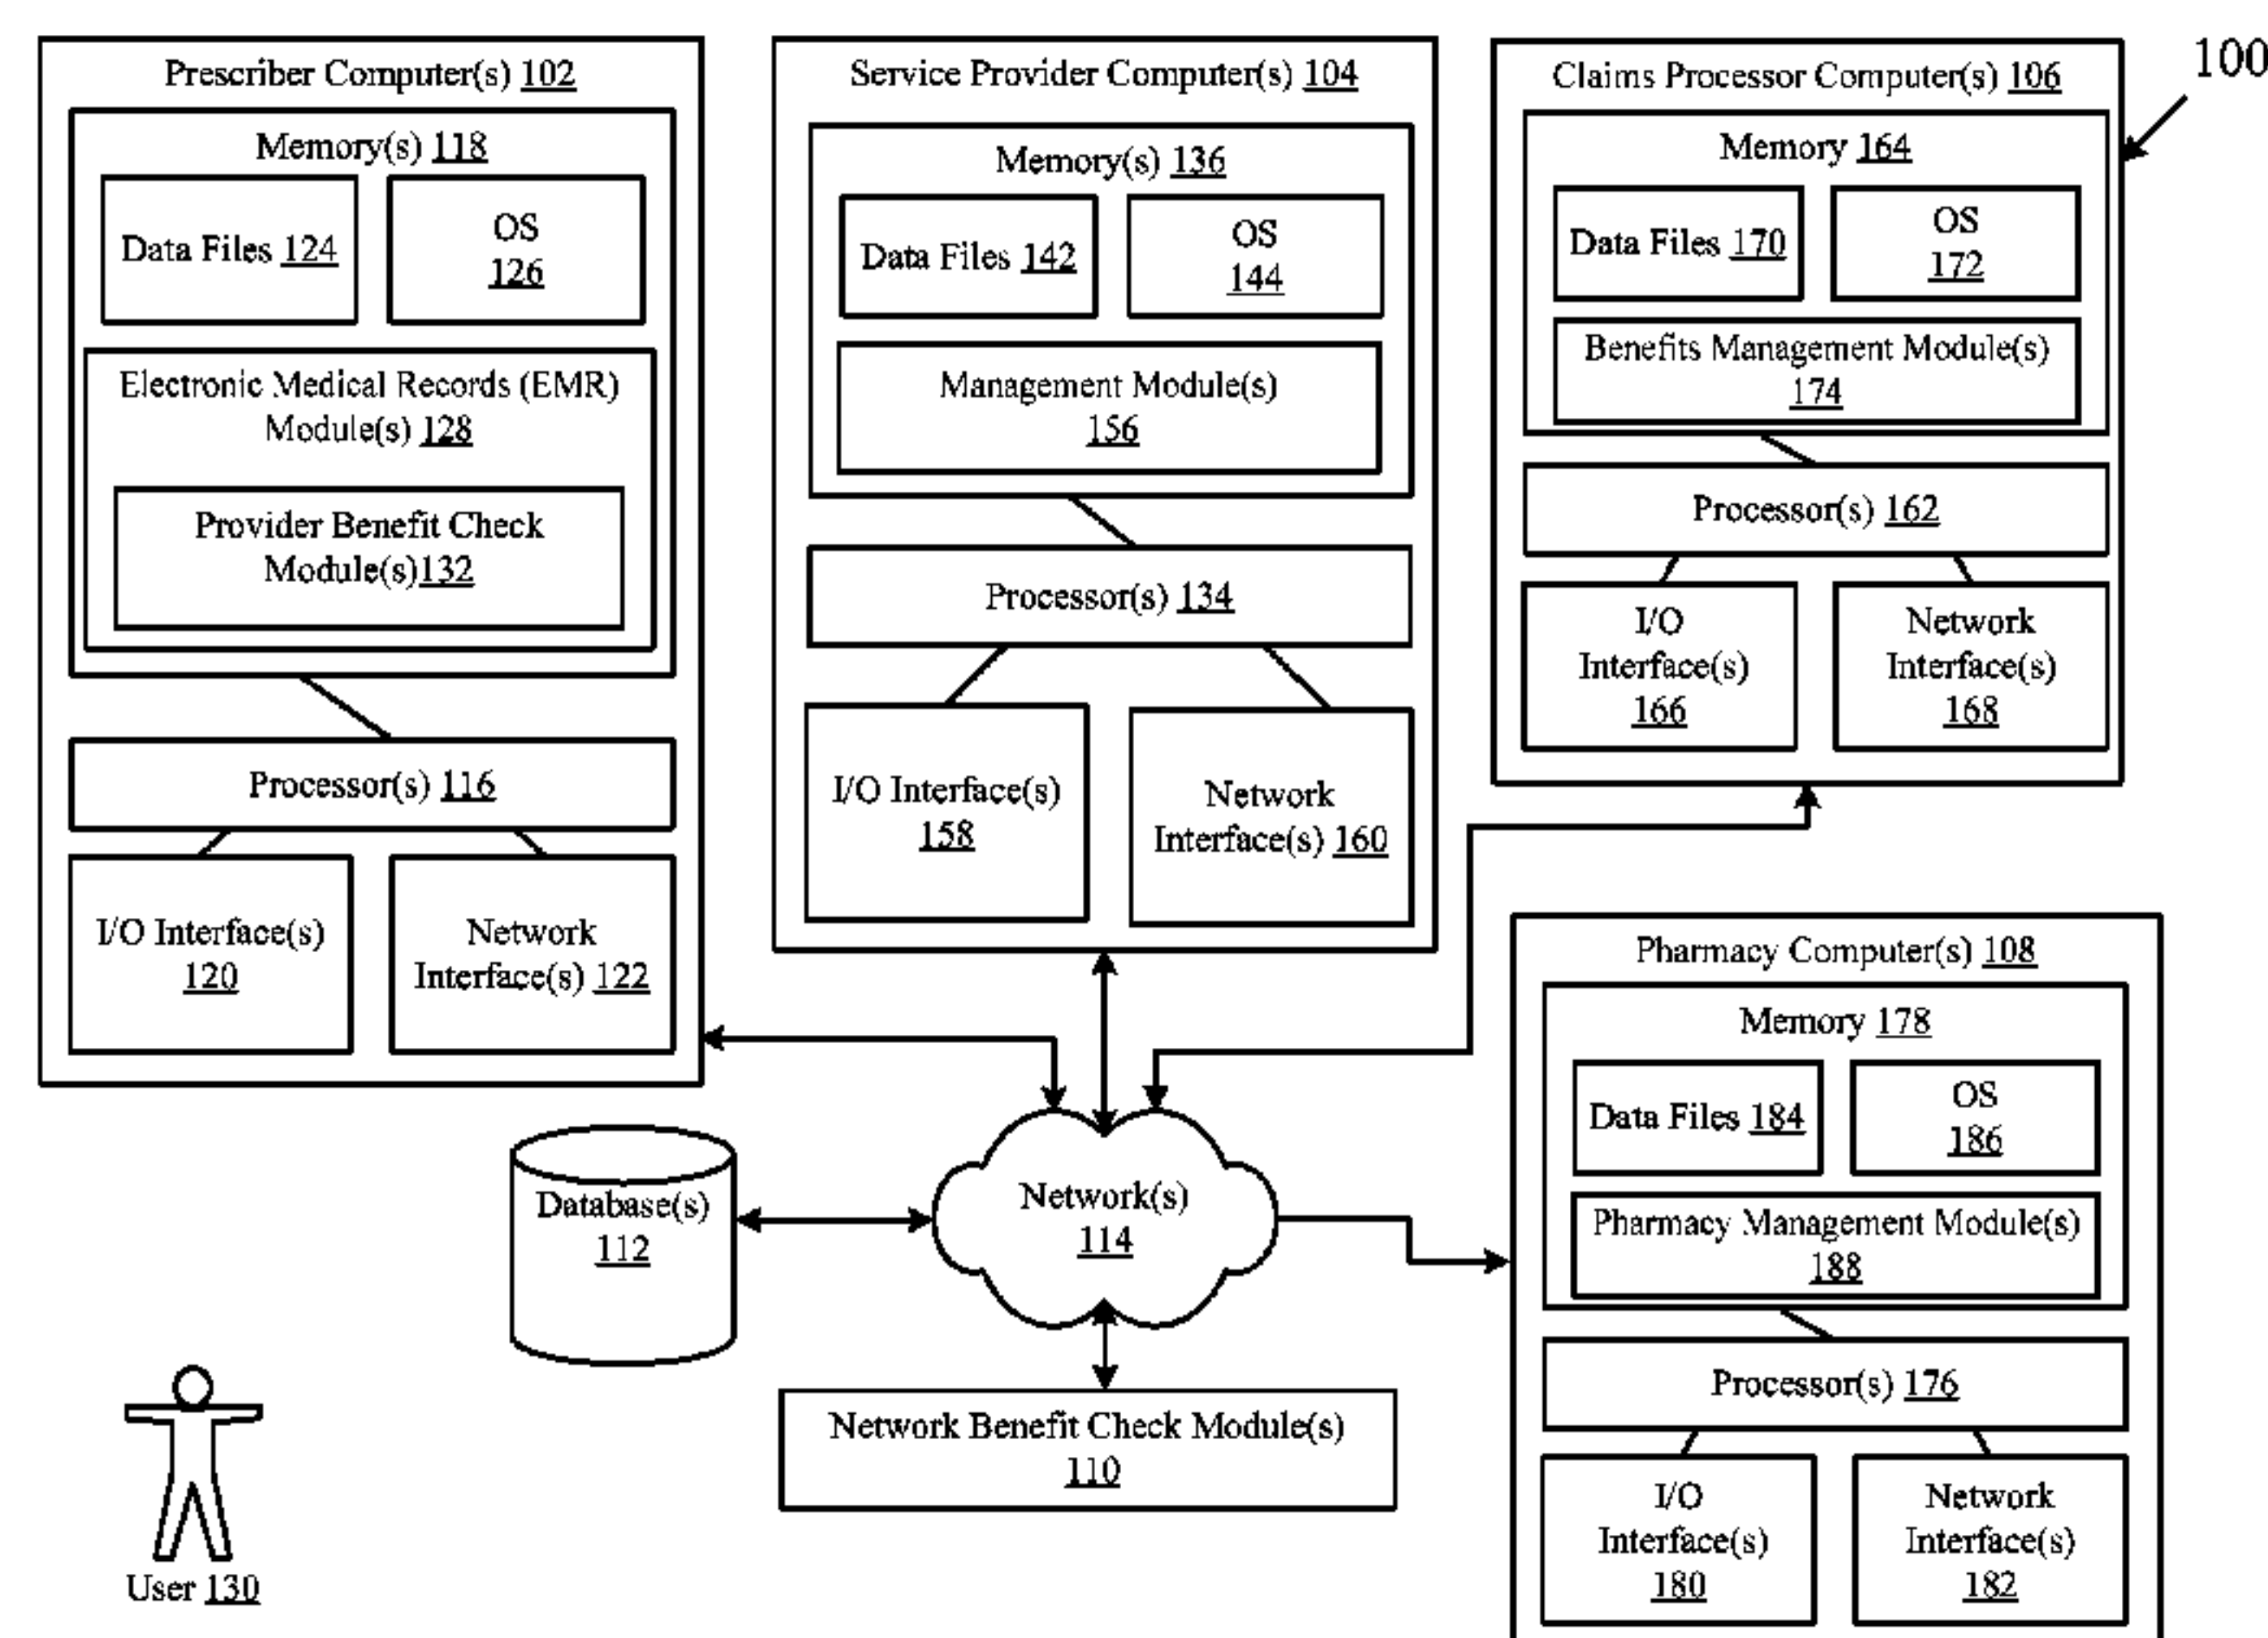 100
Prescriber Computer(s) 102
Memory(s) 118
Data Files 124
OS
126
Electronic Medical Records (EMR)
Module(s) 128
Provider Benefit Check
Module(s)132
Processor(s) 116
I/O Interface(s)
120
Network
Interface(s) 122
Service Provider Computer(s) 104
Memory(s) 136
Data Files 142
OS
144
Management Module(s)
156
Processor(s) 134
I/O Interface(s)
158
Network
Interface(s) 160
Claims Processor Computer(s) 106
Memory 164
Data Files 170
OS
172
Benefits Management Module(s)
174
Processor(s) 162
I/O
Interface(s)
166
Network
Interface(s)
168
Pharmacy Computer(s) 108
Memory 178
Data Files 184
OS
186
Pharmacy Management Module(s)
188
Processor(s) 176
I/O
Interface(s)
180
Network
Interface(s)
182
Database(s)
112
Network(s)
114
Network Benefit Check Module(s)
110
User 130